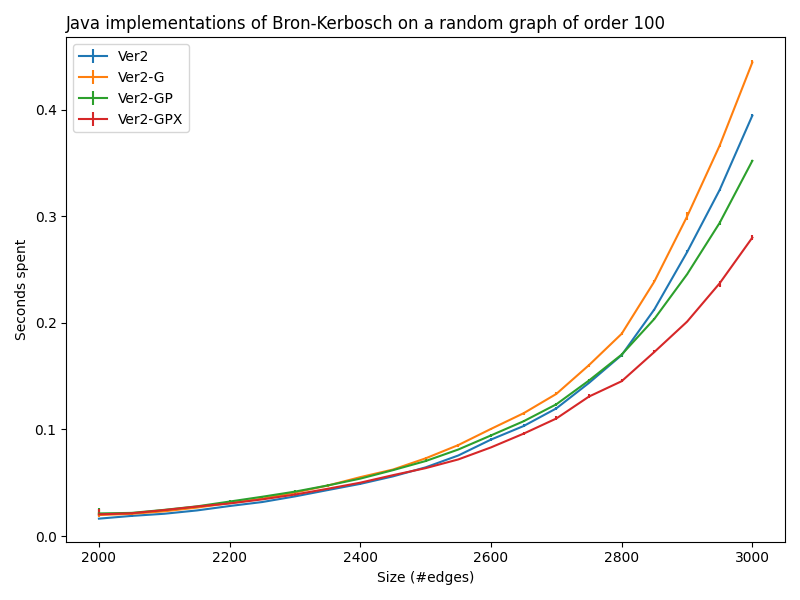 Java implementations of Bron-Kerbosch on a random graph of order 100
Ver2
Ver2-G
Ver2-GP
Ver2-GPX
0.4
0.3
0.2
0.1
0.0
Seconds spent
2000 2200 2400 2600 2800 3000
Size (#edges)